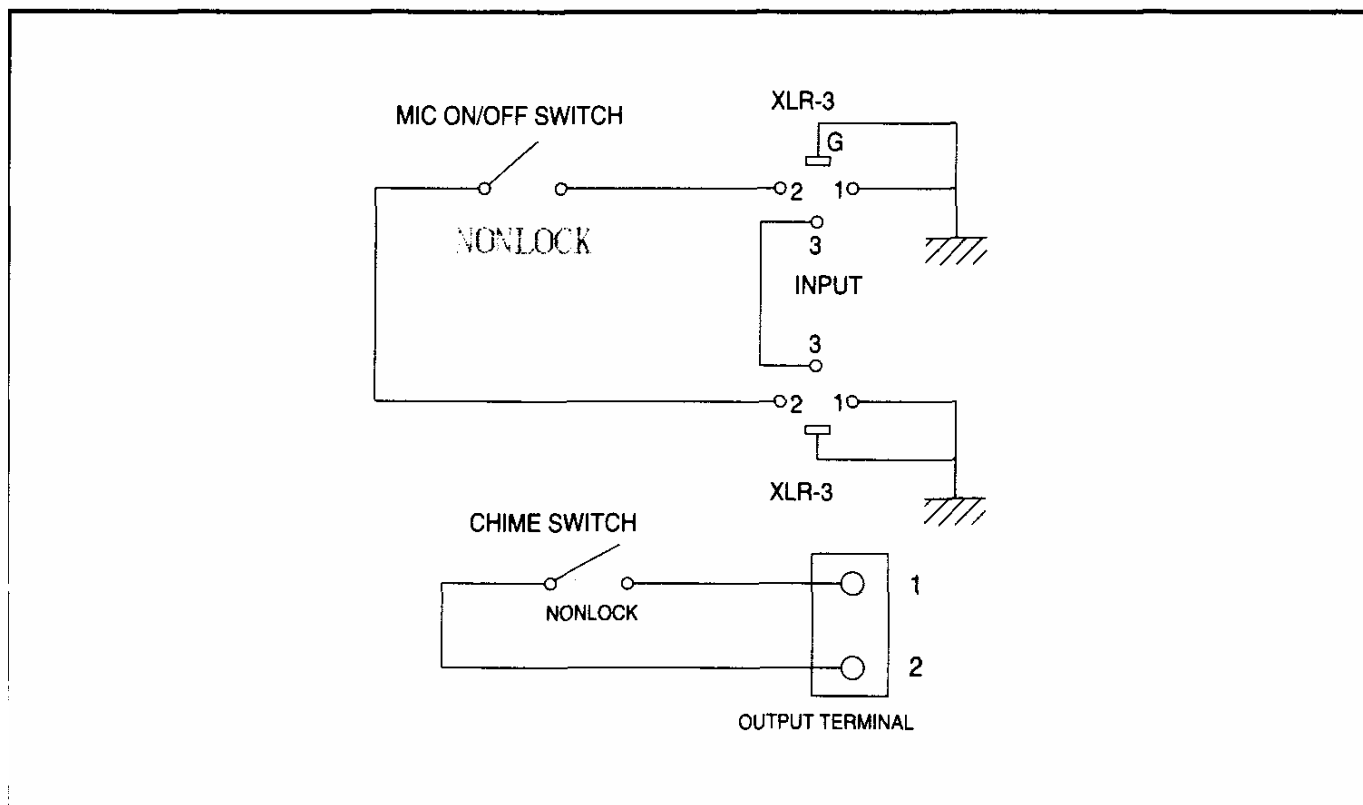 MIC ON/OFF SWITCH
XLR-3
G
2 1
NONLOCK
3
INPUT
3
2 1
XLR-3
CHIME SWITCH
1
NONLOCK
2
OUTPUT TERMINAL